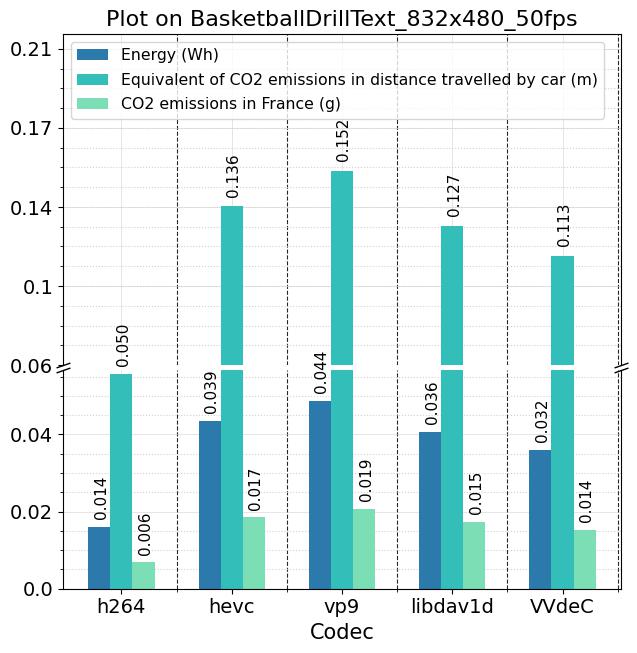 Plot on BasketballDrillText_832x480_50fps
Energy (Wh)
Equivalent of CO2 emissions in distance travelled by car (m)
CO2 emissions in France (g)
0.21
0.17
0.14
0.1
0.06
0.04
0.02
0.0
0.014
0.050
0.006
0.039
0.136
0.017
0.044
0.152
0.019
0.036
0.127
0.015
0.032
0.113
0.014
h264
hevc
vp9
libdav1d
VVdeC
Codec